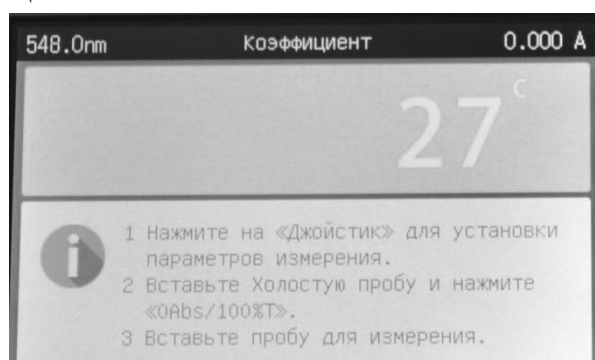 548.0nm Коэффициент 0.000 A
27 C
1 Нажмите на «Джойстик» для установки
параметров измерения.
2 Вставьте Холостую пробу и нажмите
«0Abs/100%T».
3 Вставьте пробу для измерения.